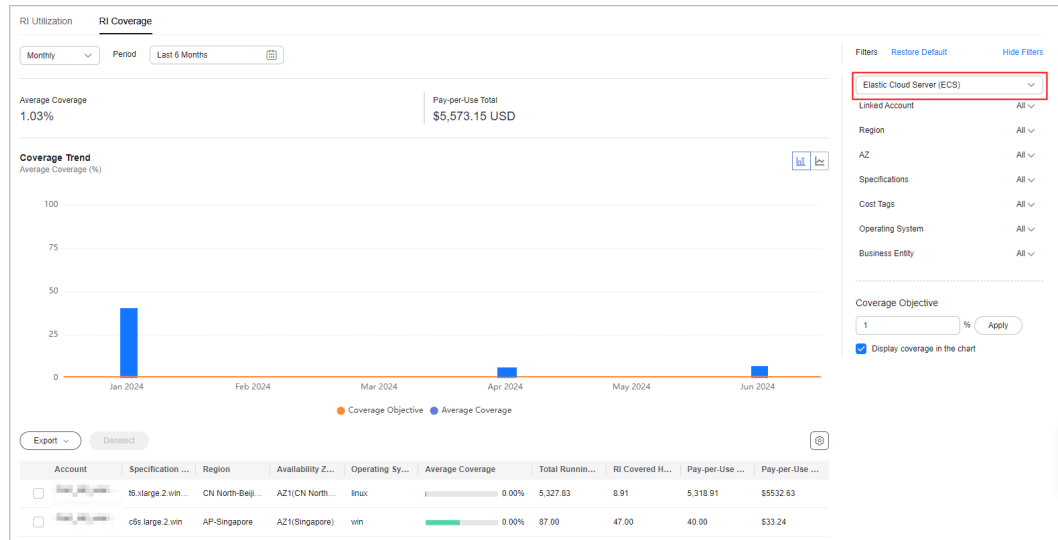 RI Utilization RI Coverage
Monthly Period Last 6 Months
Filters Restore Default Hide Filters
Elastic Cloud Server (ECS)
Average Coverage Pay-per-Use Total
1.03% $5,573.15 USD
Linked Account All
Region All
AZ All
Specifications All
Cost Tags All
Operating System All
Business Entity All
Coverage Objective
1 % Apply
Display coverage in the chart
Coverage Trend
Average Coverage (%)
100
75
50
25
0
Jan 2024 Feb 2024 Mar 2024 Apr 2024 May 2024 Jun 2024
Coverage Objective Average Coverage
Export Deselect
Account Specification ... Region Availability Z... Operating Sy... Average Coverage Total Runnin... RI Covered H... Pay-per-Use ... Pay-per-Use ...
t6.xlarge.2.win... CN North-Beiji... AZ1(CN North... linux 0.00% 5,327.83 8.91 5,318.91 $5532.63
c6s.large.2.win AP-Singapore AZ1(Singapore) win 0.00% 87.00 47.00 40.00 $33.24